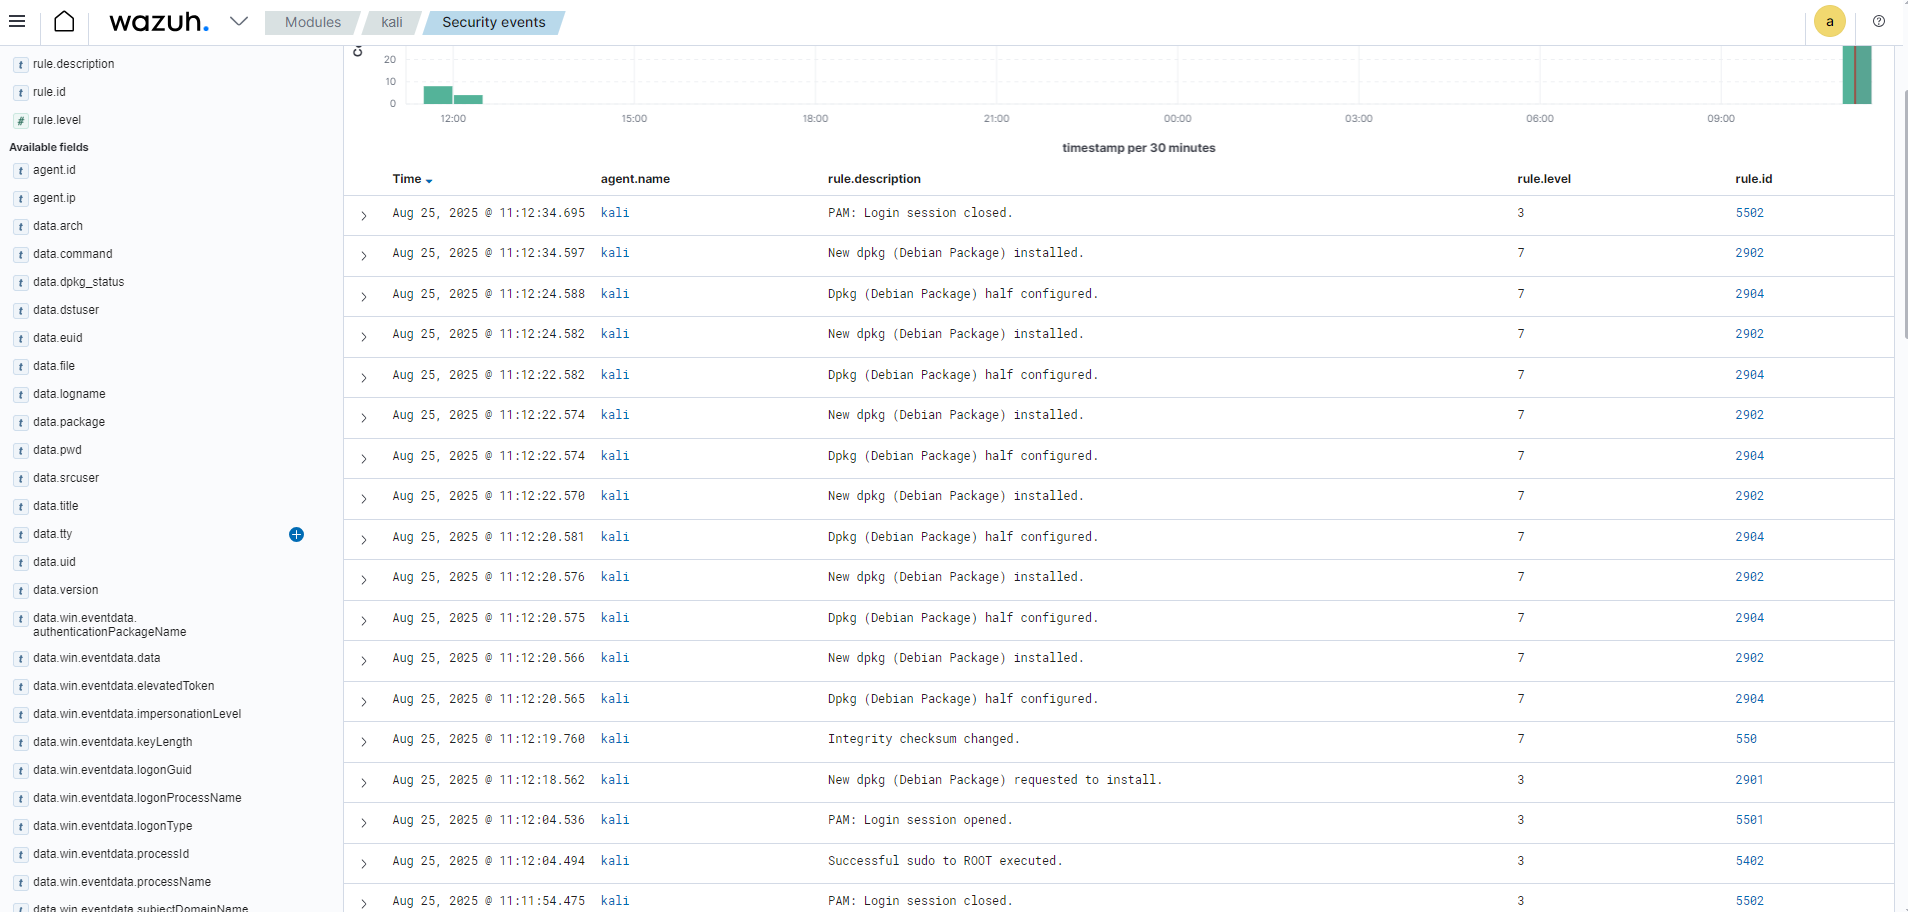 wazuh.
Modules
kali
Security events
a
rule.description
rule.id
rule.level
Available fields
agent.id
agent.ip
data.arch
data.command
data.dpkg_status
data.dstuser
data.euid
data.file
data.logname
data.package
data.pwd
data.srcuser
data.title
data.tty
data.uid
data.version
data.win.eventdata.
authenticationPackageName
data.win.eventdata.data
data.win.eventdata.elevatedToken
data.win.eventdata.impersonationLevel
data.win.eventdata.keyLength
data.win.eventdata.logonGuid
data.win.eventdata.logonProcessName
data.win.eventdata.logonType
data.win.eventdata.processId
data.win.eventdata.processName
data.win.eventdata.subjectDomainName
20
10
0
12:00 15:00 18:00 21:00 00:00 03:00 06:00 09:00
timestamp per 30 minutes
Time agent.name rule.description rule.level rule.id
Aug 25, 2025 @ 11:12:34.695 kali PAM: Login session closed. 3 5502
Aug 25, 2025 @ 11:12:34.597 kali New dpkg (Debian Package) installed. 7 2902
Aug 25, 2025 @ 11:12:24.588 kali Dpkg (Debian Package) half configured. 7 2904
Aug 25, 2025 @ 11:12:24.582 kali New dpkg (Debian Package) installed. 7 2902
Aug 25, 2025 @ 11:12:22.582 kali Dpkg (Debian Package) half configured. 7 2904
Aug 25, 2025 @ 11:12:22.574 kali New dpkg (Debian Package) installed. 7 2902
Aug 25, 2025 @ 11:12:22.574 kali Dpkg (Debian Package) half configured. 7 2904
Aug 25, 2025 @ 11:12:22.570 kali New dpkg (Debian Package) installed. 7 2902
Aug 25, 2025 @ 11:12:20.581 kali Dpkg (Debian Package) half configured. 7 2904
Aug 25, 2025 @ 11:12:20.576 kali New dpkg (Debian Package) installed. 7 2902
Aug 25, 2025 @ 11:12:20.575 kali Dpkg (Debian Package) half configured. 7 2904
Aug 25, 2025 @ 11:12:20.566 kali New dpkg (Debian Package) installed. 7 2902
Aug 25, 2025 @ 11:12:20.565 kali Dpkg (Debian Package) half configured. 7 2904
Aug 25, 2025 @ 11:12:19.760 kali Integrity checksum changed. 7 550
Aug 25, 2025 @ 11:12:18.562 kali New dpkg (Debian Package) requested to install. 3 2901
Aug 25, 2025 @ 11:12:04.536 kali PAM: Login session opened. 3 5501
Aug 25, 2025 @ 11:12:04.494 kali Successful sudo to ROOT executed. 3 5402
Aug 25, 2025 @ 11:11:54.475 kali PAM: Login session closed. 3 5502